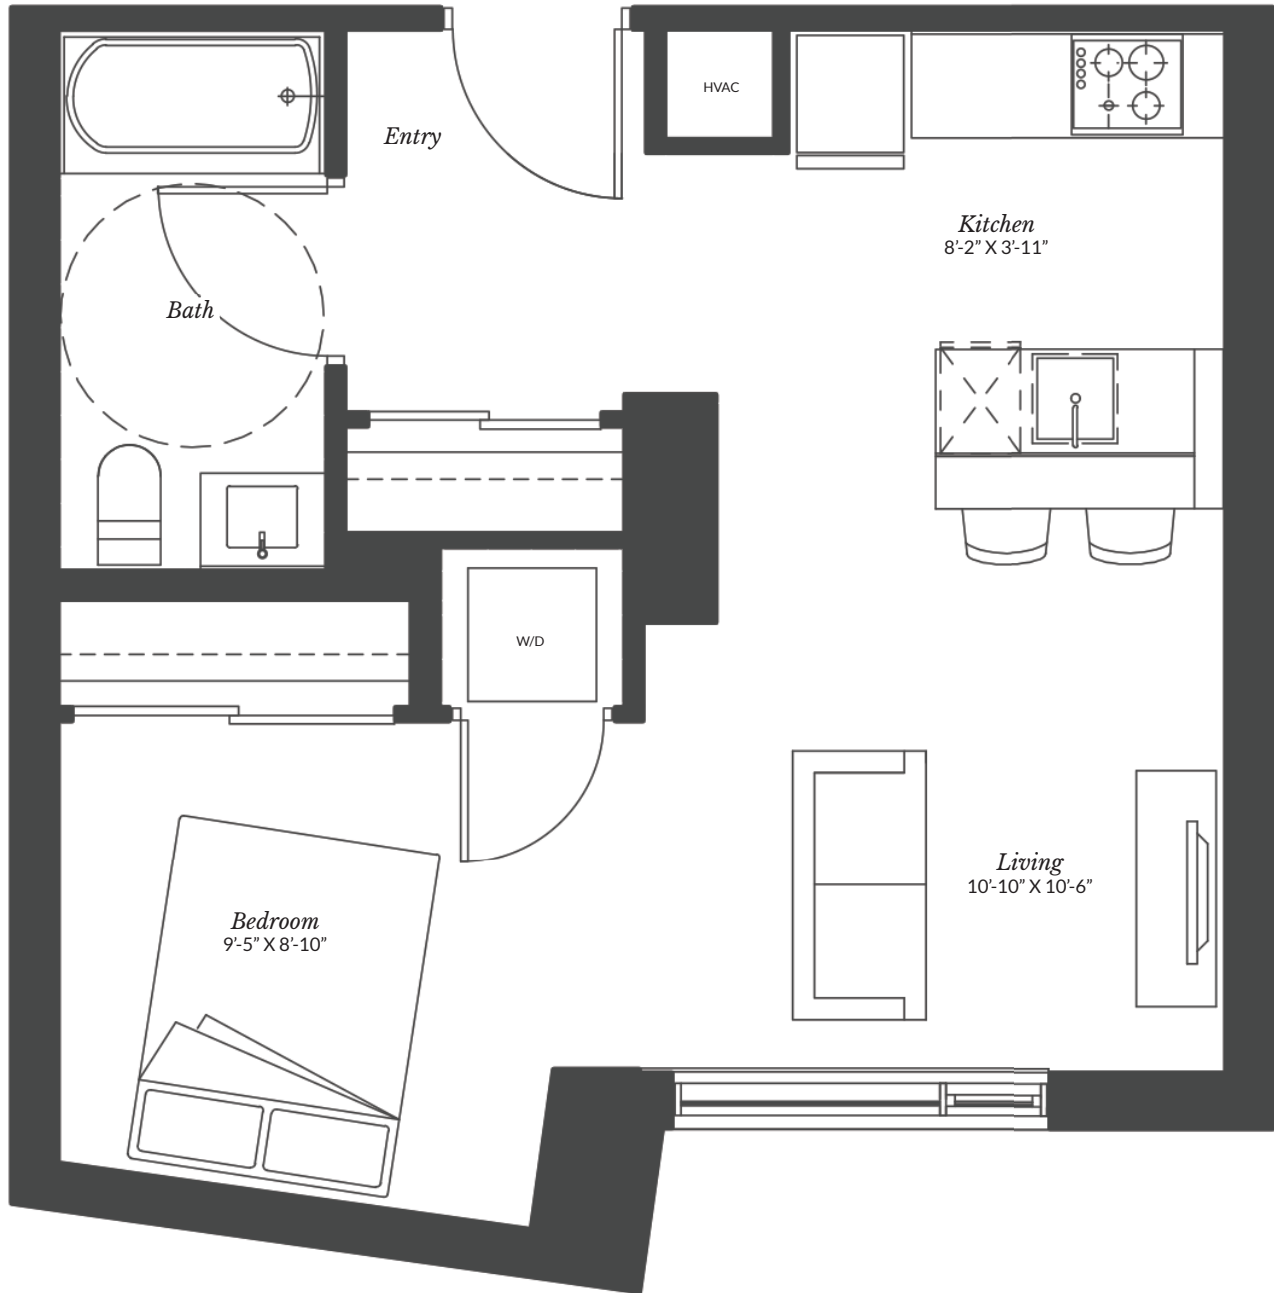 HVAC
Entry
Kitchen
8’-2” X 3’-11”
Bath
W/D
Living
10’-10” X 10’-6”
Bedroom
9’-5” X 8’-10”